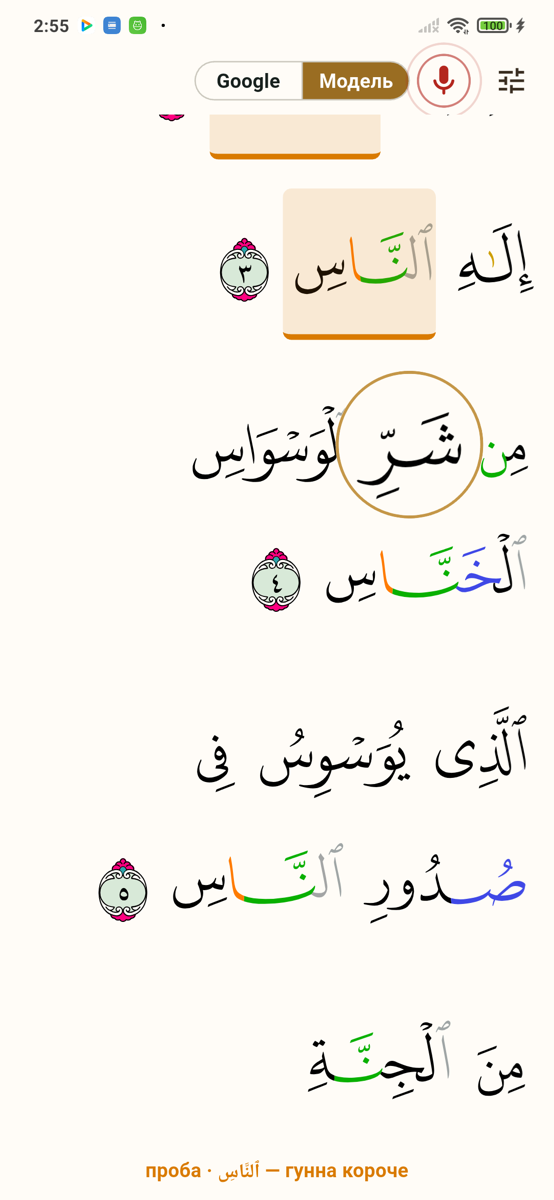 2:55
100
Google Модель
إِلَـٰهِ ٱلنَّاسِ ٣
مِن شَرِّ ٱلْوَسْوَاسِ
ٱلْخَنَّاسِ ٤
ٱلَّذِى يُوَسْوِسُ فِى
صُدُورِ ٱلنَّاسِ ٥
مِنَ ٱلْجِنَّةِ
проба · ٱلنَّاسِ — гунна короче